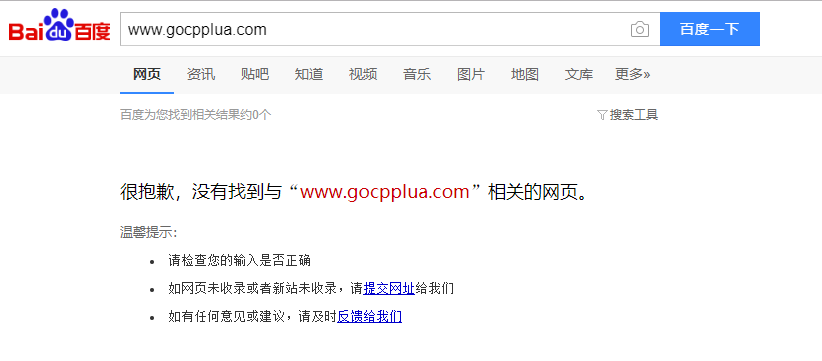 Bai du 百度 www.gocpplua.com 百度一下
网页 资讯 贴吧 知道 视频 音乐 图片 地图 文库 更多»
百度为您找到相关结果约0个 搜索工具
很抱歉，没有找到与“www.gocpplua.com”相关的网页。
温馨提示：
请检查您的输入是否正确
如网页未收录或者新站未收录，请提交网址给我们
如有任何意见或建议，请及时反馈给我们